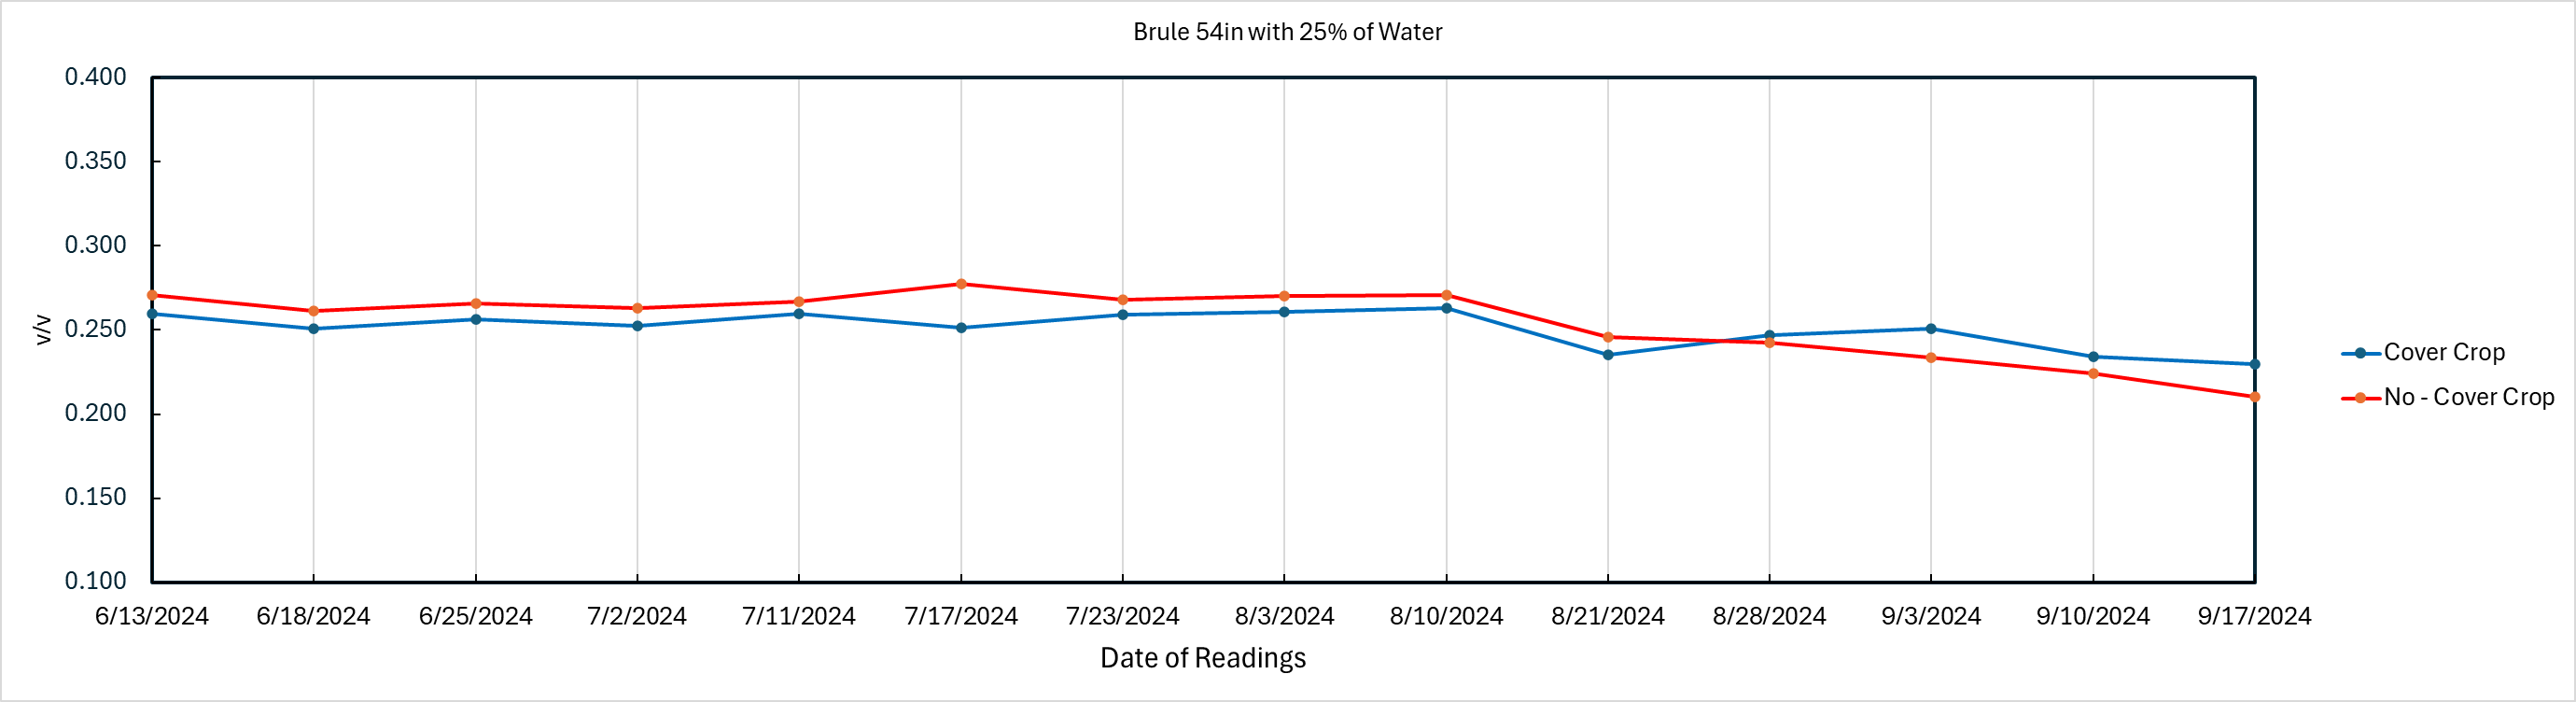 Brule 54in with 25% of Water
0.400
0.350
0.300
0.250
0.200
0.150
0.100
v/v
6/13/2024 6/18/2024 6/25/2024 7/2/2024 7/11/2024 7/17/2024 7/23/2024 8/3/2024 8/10/2024 8/21/2024 8/28/2024 9/3/2024 9/10/2024 9/17/2024
Date of Readings
Cover Crop
No - Cover Crop